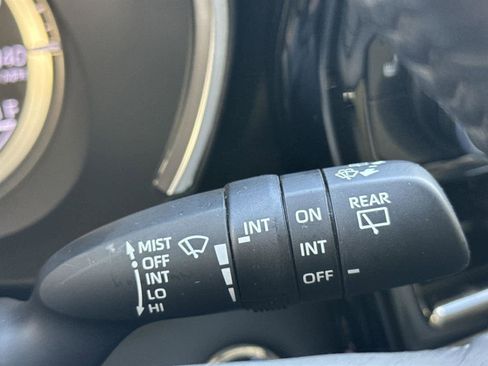 MIST
OFF
INT
LO
HI
INT
ON
INT
OFF
REAR